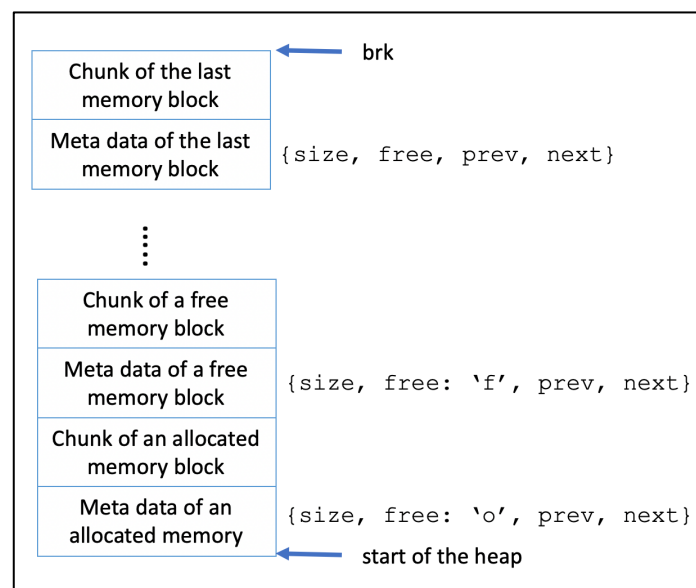 brk
Chunk of the last
memory block
Meta data of the last
memory block
{size, free, prev, next}
Chunk of a free
memory block
Meta data of a free
memory block
{size, free: ‘f’, prev, next}
Chunk of an allocated
memory block
Meta data of an
allocated memory
{size, free: ‘o’, prev, next}
start of the heap